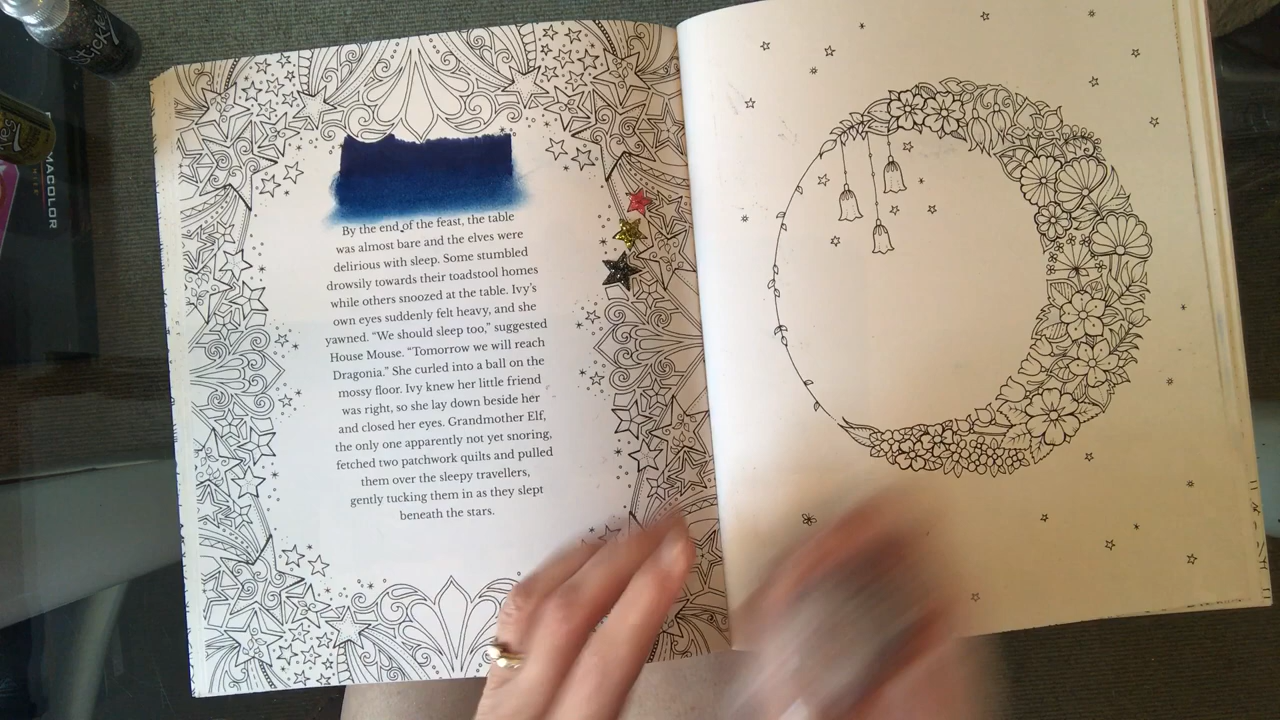 Stickles
MACOLOR
By the end of the feast, the table
was almost bare and the elves were
delirious with sleep. Some stumbled
drowsily towards their toadstool homes
while others snoozed at the table. Ivy's
own eyes suddenly felt heavy, and she
yawned. “We should sleep too,” suggested
House Mouse. “Tomorrow we will reach
Dragonia.” She curled into a ball on the
mossy floor. Ivy knew her little friend
was right, so she lay down beside her
and closed her eyes. Grandmother Elf,
the only one apparently not yet snoring,
fetched two patchwork quilts and pulled
them over the sleepy travellers,
gently tucking them in as they slept
beneath the stars.